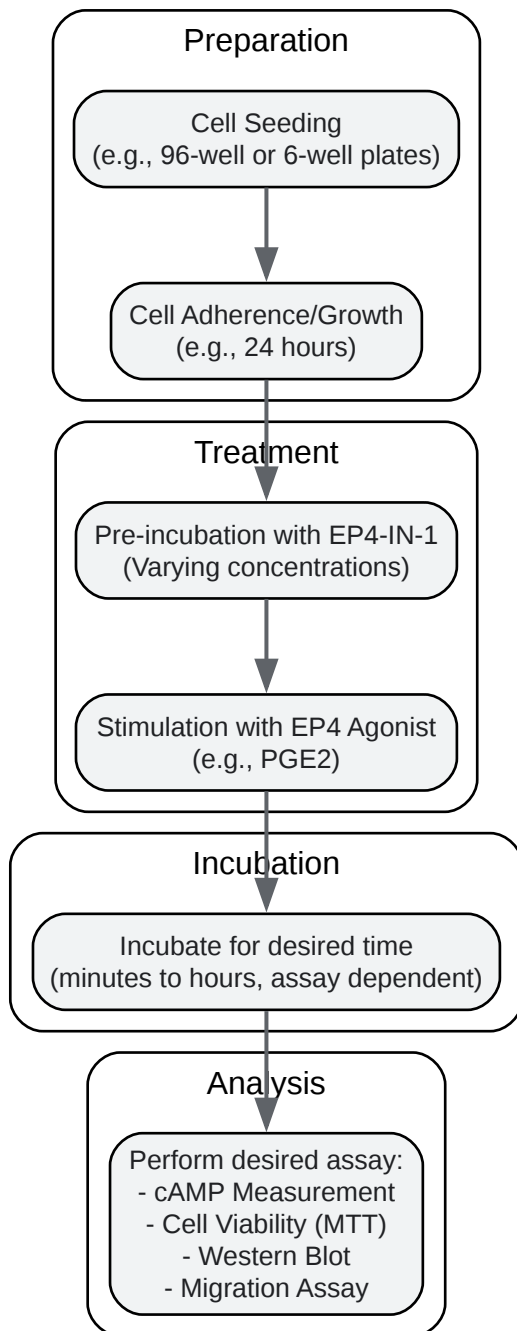 Preparation
Cell Seeding
(e.g., 96-well or 6-well plates)
Cell Adherence/Growth
(e.g., 24 hours)
Treatment
Pre-incubation with EP4-IN-1
(Varying concentrations)
Stimulation with EP4 Agonist
(e.g., PGE2)
Incubation
Incubate for desired time
(minutes to hours, assay dependent)
Analysis
Perform desired assay:
- cAMP Measurement
- Cell Viability (MTT)
- Western Blot
- Migration Assay